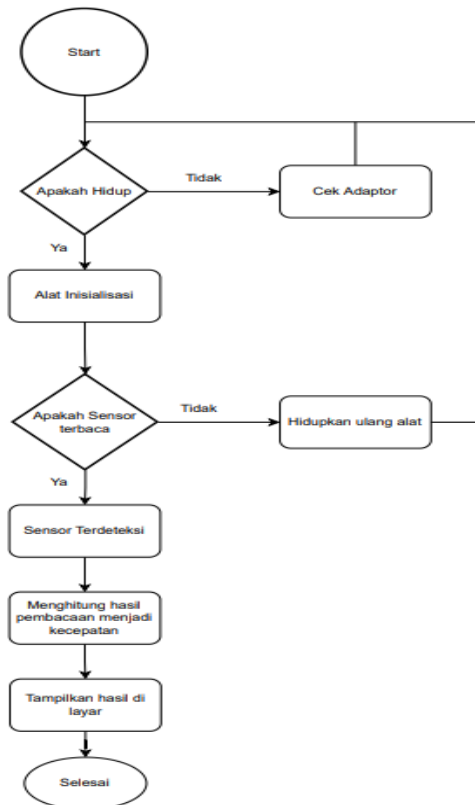 Start
Apakah Hidup
Tidak
Cek Adaptor
Ya
Alat Inisialisasi
Apakah Sensor
terbaca
Tidak
Hidupkan ulang alat
Ya
Sensor Terdeteksi
Menghitung hasil
pembacaan menjadi
kecepatan
Tampilkan hasil di
layar
Selesai